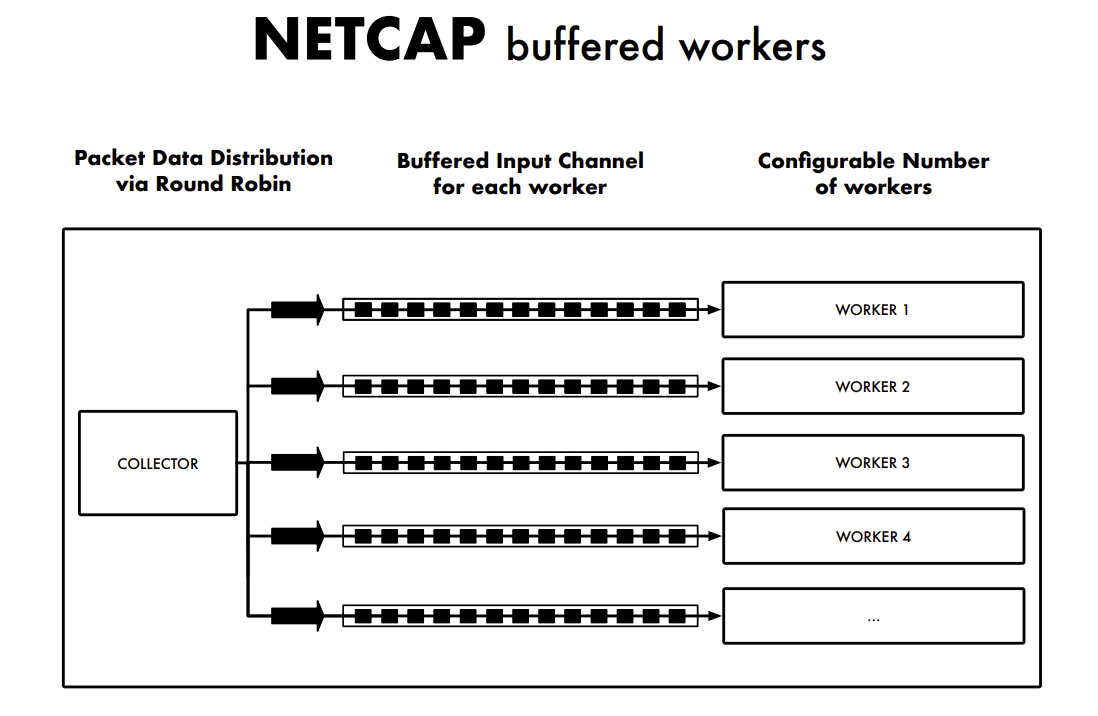 NETCAP buffered workers
Packet Data Distribution
via Round Robin
Buffered Input Channel
for each worker
Configurable Number
of workers
COLLECTOR
WORKER 1
WORKER 2
WORKER 3
WORKER 4
...